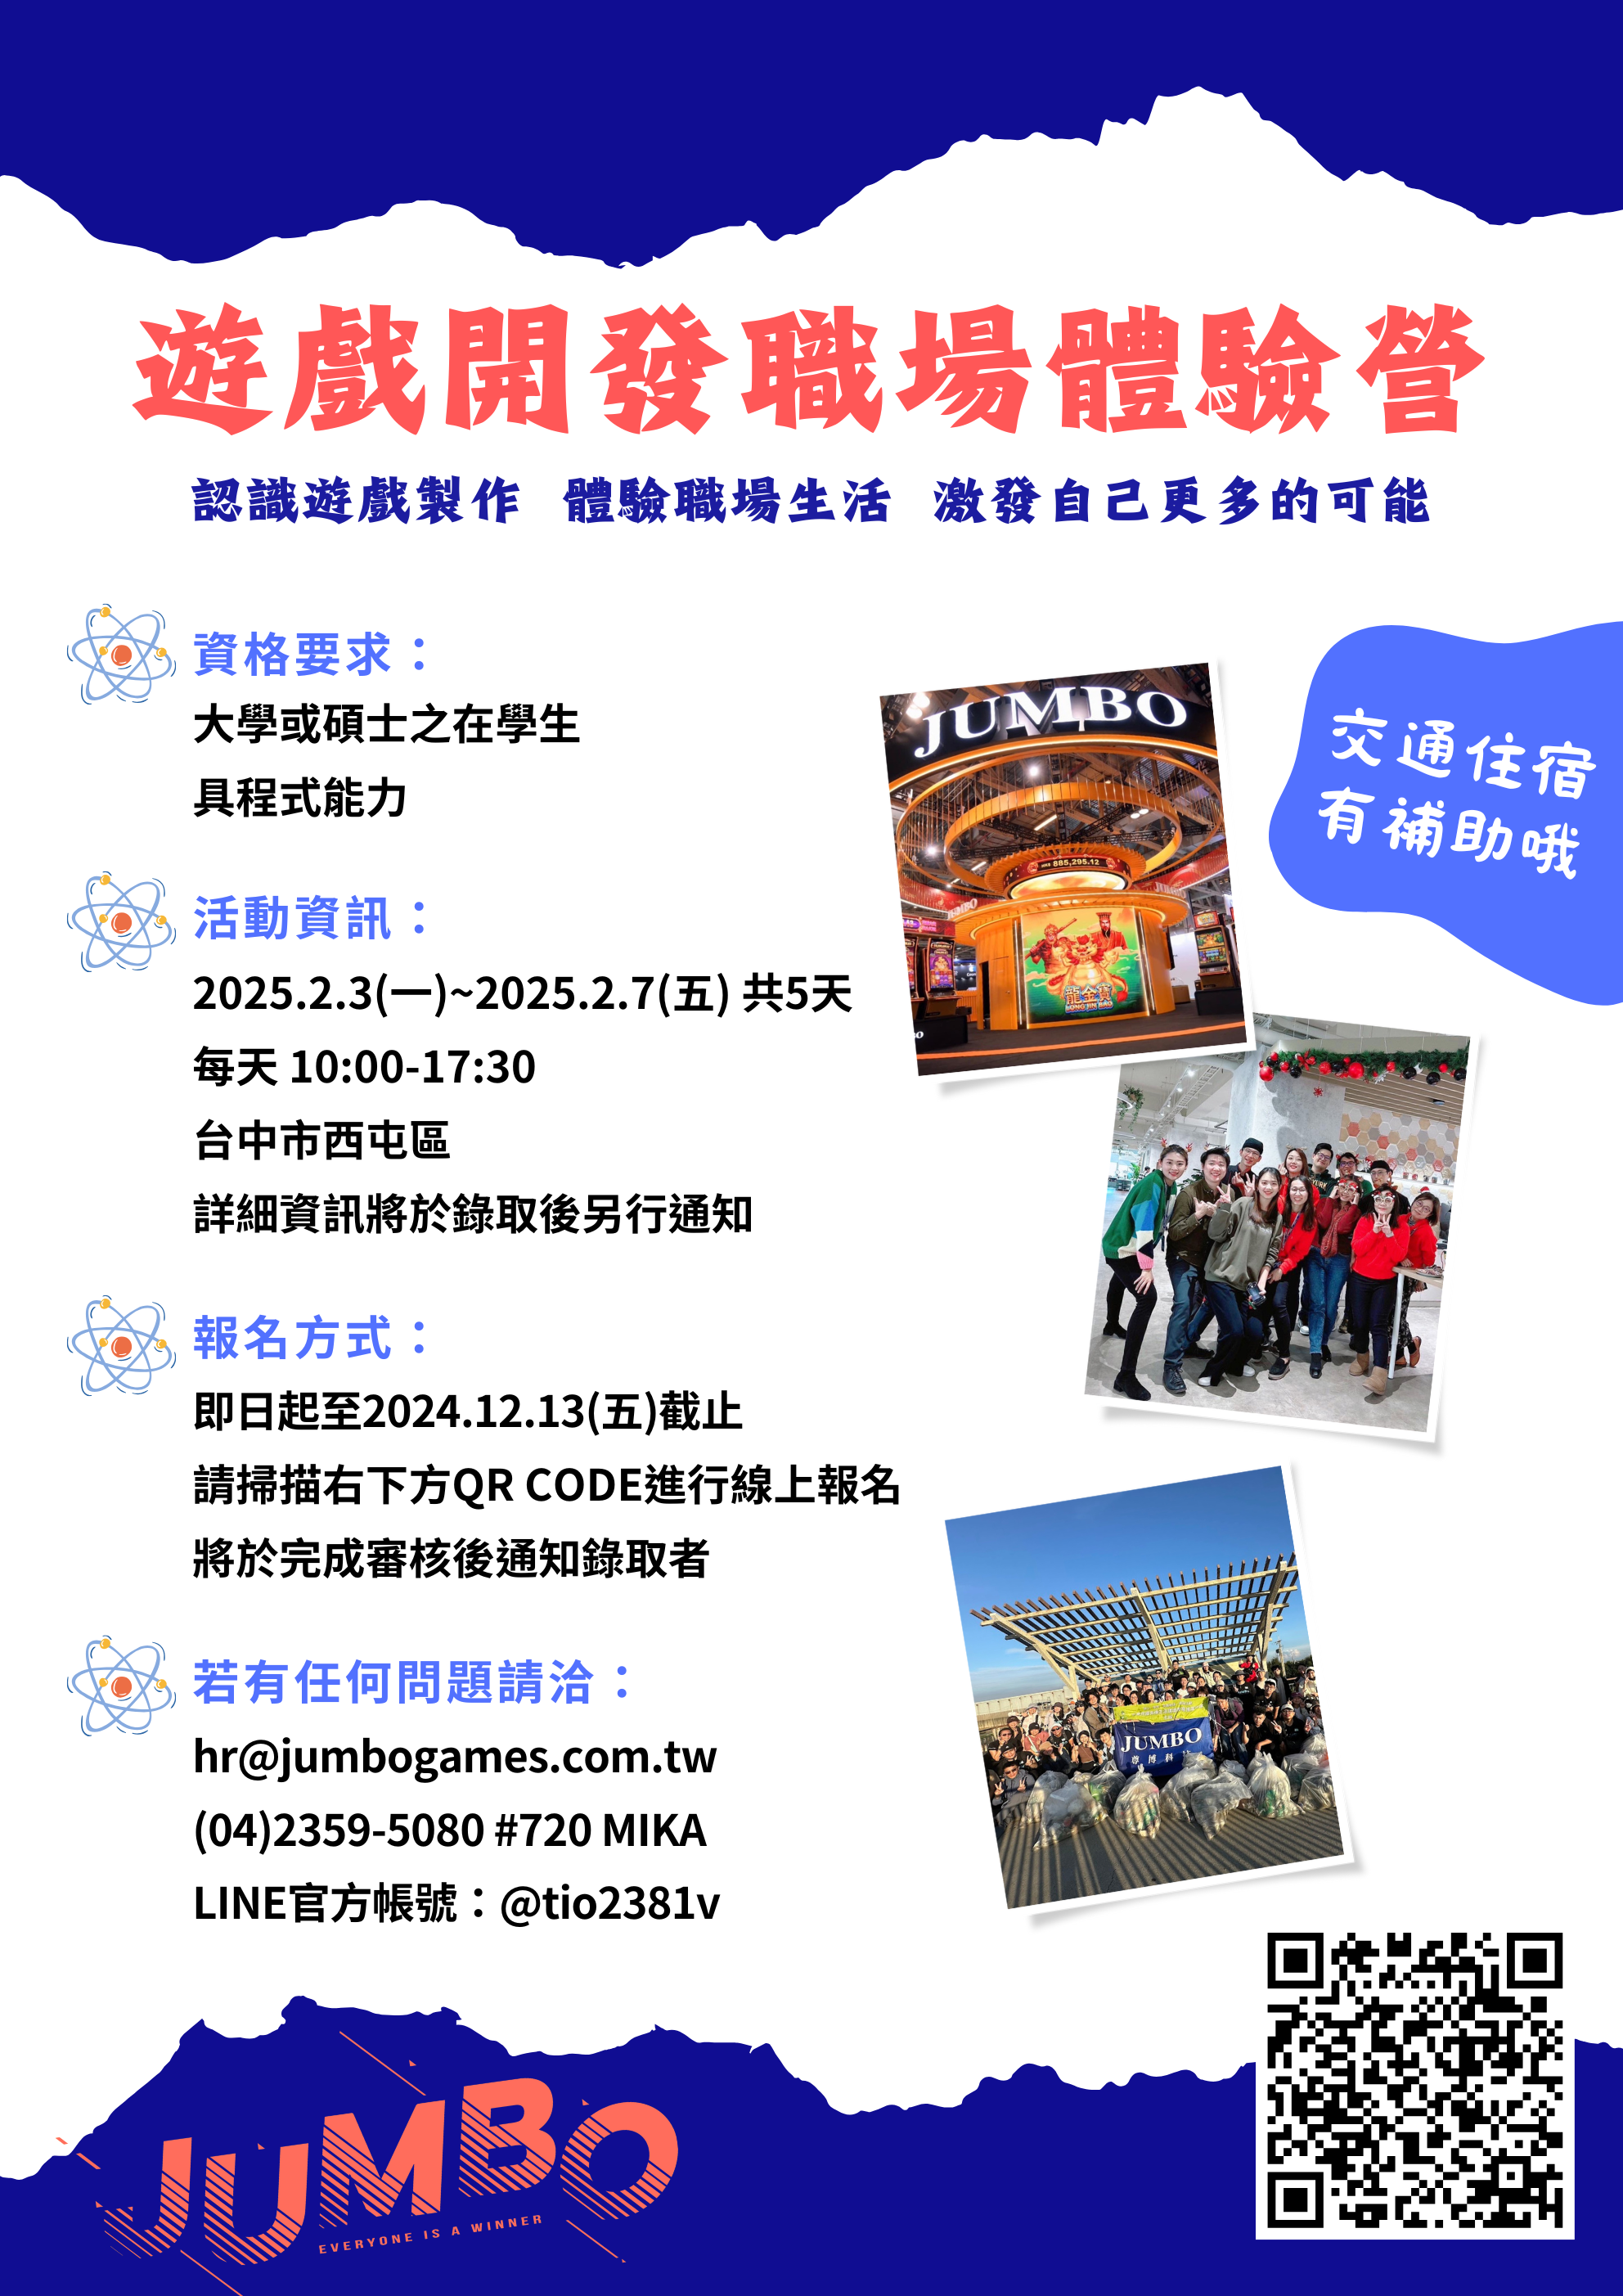 遊戲開發職場體驗營
認識遊戲製作 體驗職場生活 激發自己更多的可能
資格要求：
大學或碩士之在學生
具程式能力
交通住宿
有補助哦
JUMBO
885,295.12
JUMBO
JUMBO
龍金寶
活動資訊：
2025.2.3(一)~2025.2.7(五) 共5天
每天 10:00-17:30
台中市西屯區
詳細資訊將於錄取後另行通知
報名方式：
即日起至2024.12.13(五)截止
請掃描右下方QR CODE進行線上報名
將於完成審核後通知錄取者
若有任何問題請洽：
hr@jumbogames.com.tw
(04)2359-5080 #720 MIKA
LINE官方帳號：@tio2381v
JUMBO
尊博科技
JUMBO
EVERYONE IS A WINNER